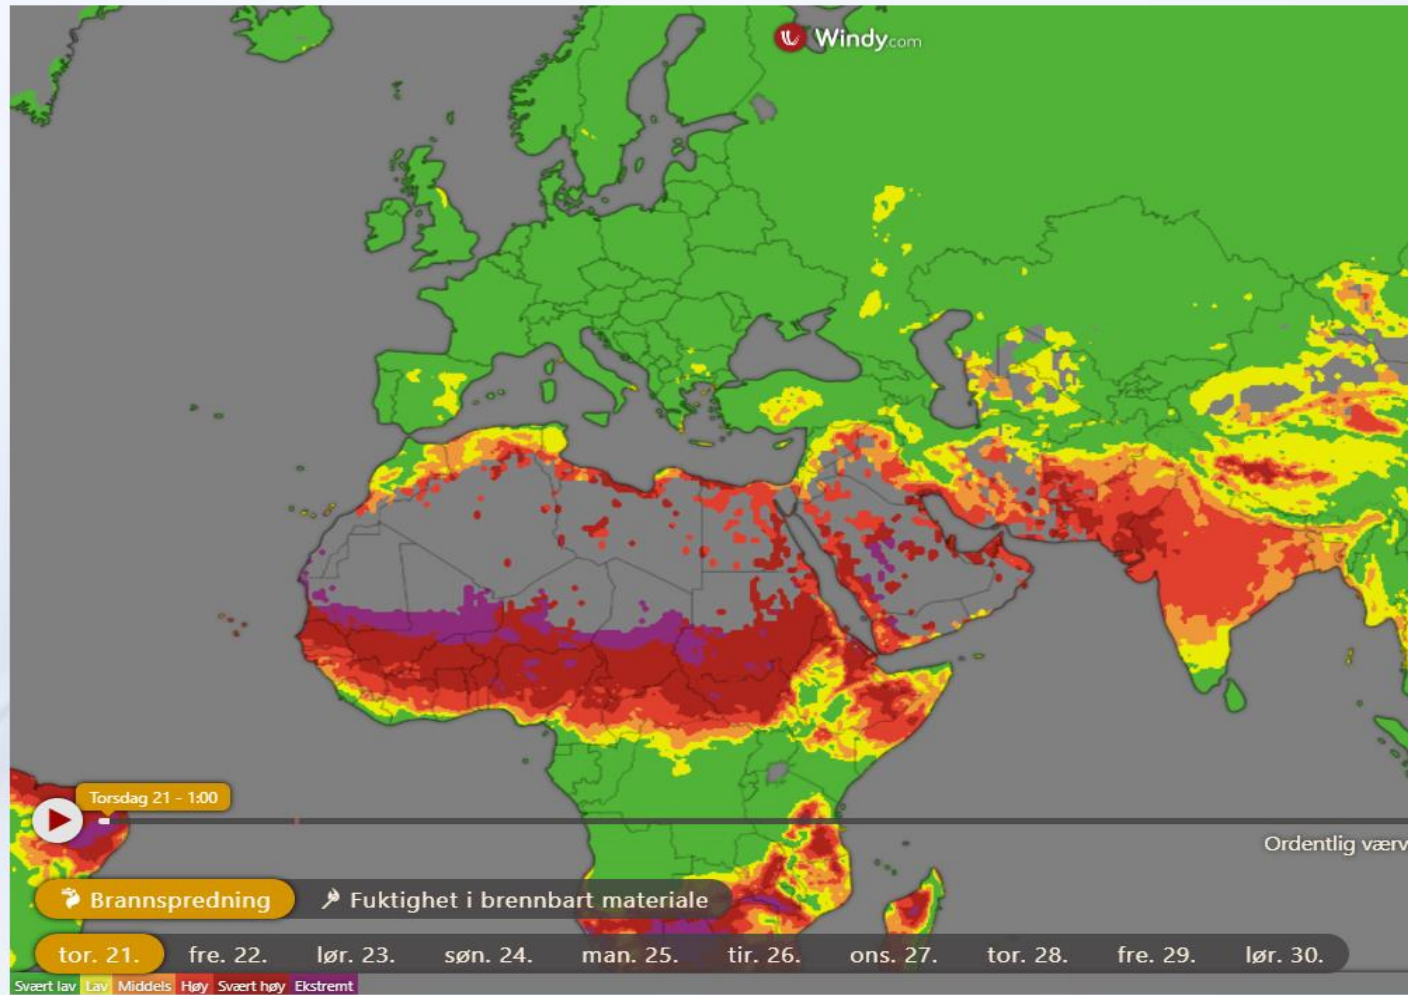 Windy.com
Torsdag 21 - 1:00
Ordentlig værv
Brannspredning
Fuktighet i brennbart materiale
tor. 21. fre. 22. lør. 23. søn. 24. man. 25. tir. 26. ons. 27. tor. 28. fre. 29. lør. 30.
Svært lav Lav Middels Høy Svært høy Ekstremt